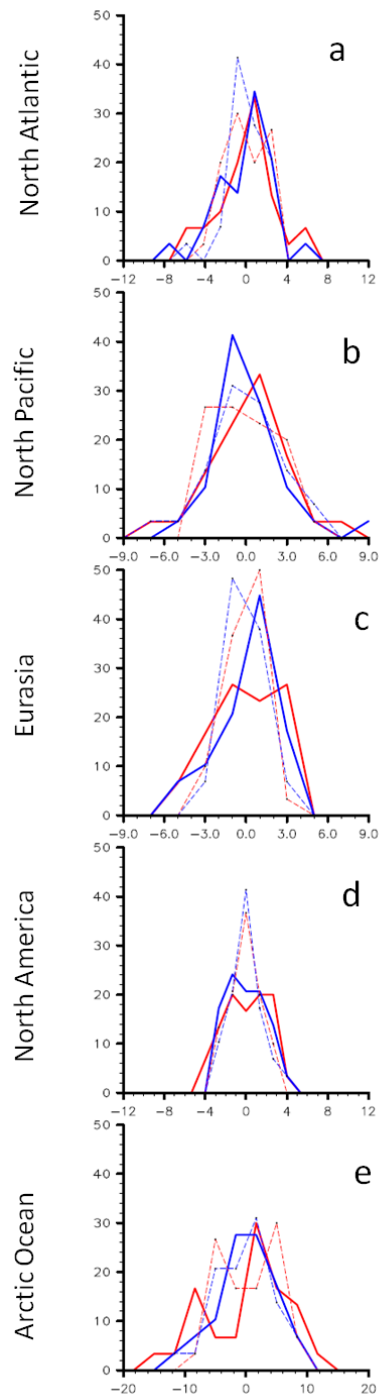 North Atlantic
a
50
40
30
20
10
0
−12 −8 −4 0 4 8 12
North Pacific
b
50
40
30
20
10
0
−9.0 −6.0 −3.0 0.0 3.0 6.0 9.0
Eurasia
c
50
40
30
20
10
0
−9.0 −6.0 −3.0 0.0 3.0 6.0 9.0
North America
d
50
40
30
20
10
0
−12 −8 −4 0 4 8 12
Arctic Ocean
e
50
40
30
20
10
0
−20 −10 0 10 20